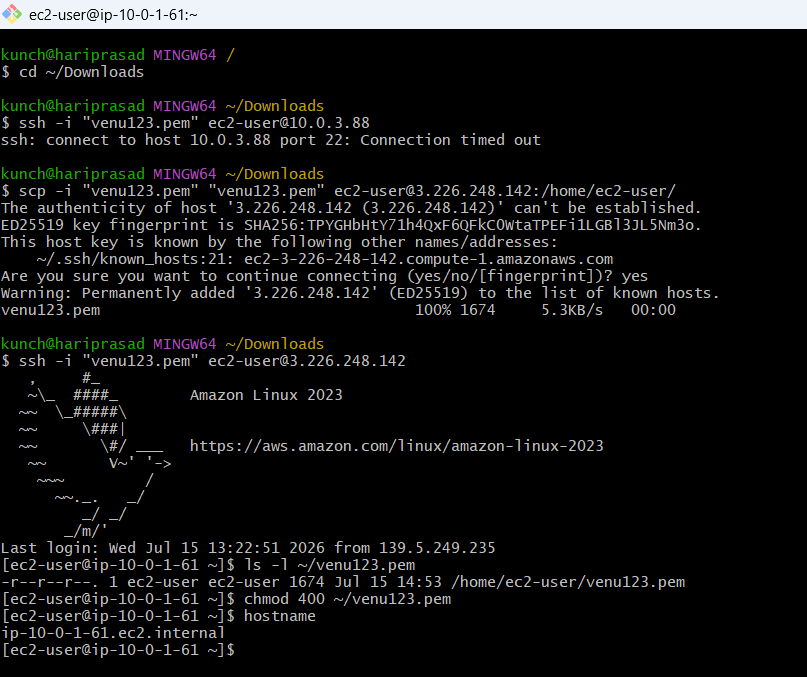 ec2-user@ip-10-0-1-61:~
kunch@hariprasad MINGW64 /
$ cd ~/Downloads
kunch@hariprasad MINGW64 ~/Downloads
$ ssh -i "venu123.pem" ec2-user@10.0.3.88
ssh: connect to host 10.0.3.88 port 22: Connection timed out
kunch@hariprasad MINGW64 ~/Downloads
$ scp -i "venu123.pem" "venu123.pem" ec2-user@3.226.248.142:/home/ec2-user/
The authenticity of host '3.226.248.142 (3.226.248.142)' can't be established.
ED25519 key fingerprint is SHA256:TPYGHbHtY71h4QxF6QFkCOWtaTPEFi1LGBl3JL5Nm3o.
This host key is known by the following other names/addresses:
    ~/.ssh/known_hosts:21: ec2-3-226-248-142.compute-1.amazonaws.com
Are you sure you want to continue connecting (yes/no/[fingerprint])? yes
Warning: Permanently added '3.226.248.142' (ED25519) to the list of known hosts.
venu123.pem                                     100% 1674     5.3KB/s   00:00
kunch@hariprasad MINGW64 ~/Downloads
$ ssh -i "venu123.pem" ec2-user@3.226.248.142
   ,     #_
   ~\_  ####_        Amazon Linux 2023
  ~~  \_#####\
  ~~     \###|
  ~~       \#/ ___   https://aws.amazon.com/linux/amazon-linux-2023
   ~~       V~' '->
    ~~~         /
      ~~._.   _/
         _/ _/
       _/m/'
Last login: Wed Jul 15 13:22:51 2026 from 139.5.249.235
[ec2-user@ip-10-0-1-61 ~]$ ls -l ~/venu123.pem
-r--r--r--. 1 ec2-user ec2-user 1674 Jul 15 14:53 /home/ec2-user/venu123.pem
[ec2-user@ip-10-0-1-61 ~]$ chmod 400 ~/venu123.pem
[ec2-user@ip-10-0-1-61 ~]$ hostname
ip-10-0-1-61.ec2.internal
[ec2-user@ip-10-0-1-61 ~]$